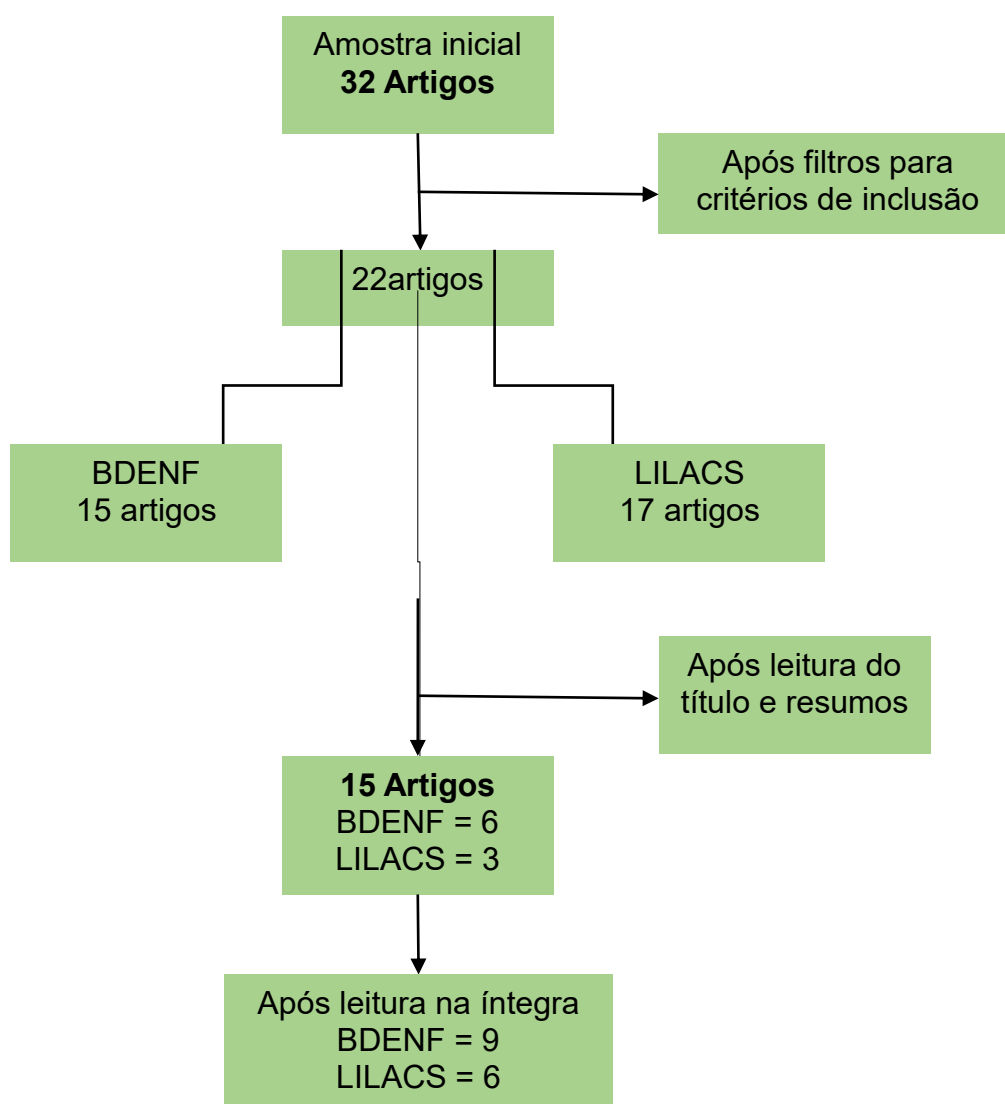 Amostra inicial
32 Artigos
Após filtros para
critérios de inclusão
22artigos
BDENF
15 artigos
LILACS
17 artigos
Após leitura do
título e resumos
15 Artigos
BDENF = 6
LILACS = 3
Após leitura na íntegra
BDENF = 9
LILACS = 6